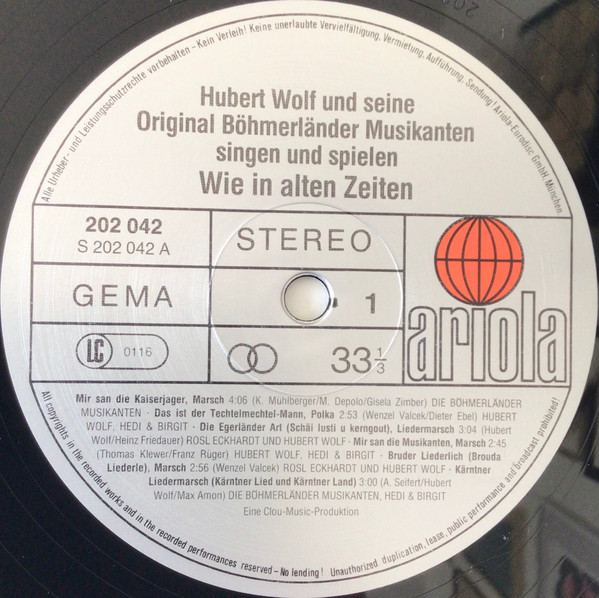 Alle Urheber- und Leistungsschutzrechte vorbehalten - Kein Verleih! Keine unerlaubte Vervielfältigung, Vermietung, Aufführung, Sendung! Ariola-Eurodisc GmbH, München
Hubert Wolf und seine
Original Böhmerländer Musikanten
singen und spielen
Wie in alten Zeiten
202 042
S 202 042 A
STEREO
GEMA
1
LC 0116
33 1/3
ariola
Mir san die Kaiserjager, Marsch 4:06 (K. Muhlberger/M. Depolo/Gisela Zimber) DIE BÖHMERLÄNDER
MUSIKANTEN · Das ist der Techtelmechtel-Mann, Polka 2:53 (Wenzel Valcek/Dieter Ebel) HUBERT
WOLF, HEDI & BIRGIT · Die Egerländer Art (Schäi lusti u kerngout), Liedermarsch 3:04 (Hubert
Wolf/Heinz Friedauer) ROSL ECKHARDT UND HUBERT WOLF · Mir san die Musikanten, Marsch 2:45
(Thomas Klewer/Franz Rüger) HUBERT WOLF, HEDI & BIRGIT · Bruder Liederlich (Brouda
Liederle), Marsch 2:56 (Wenzel Valcek) ROSL ECKHARDT UND HUBERT WOLF · Kärntner
Liedermarsch (Kärntner Lied und Kärntner Land) 3:00 (A. Seifert/Hubert
Wolf/Max Amon) DIE BÖHMERLÄNDER MUSIKANTEN, HEDI & BIRGIT
Eine Clou-Music-Produktion
All copyrights in the recorded works and in the recorded performances reserved - No lending! Unauthorized duplication, lease, public performance and broadcast prohibited!